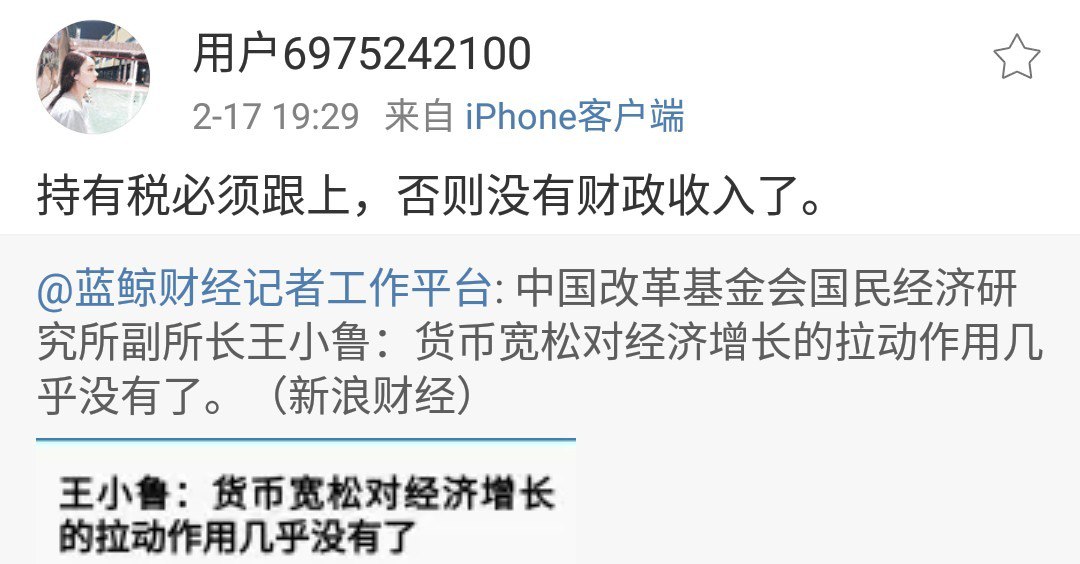 用户6975242100
2-17 19:29 来自 iPhone客户端
持有税必须跟上，否则没有财政收入了。
@蓝鲸财经记者工作平台: 中国改革基金会国民经济研
究所副所长王小鲁：货币宽松对经济增长的拉动作用几
乎没有了。（新浪财经）
王小鲁：货币宽松对经济增长
的拉动作用几乎没有了